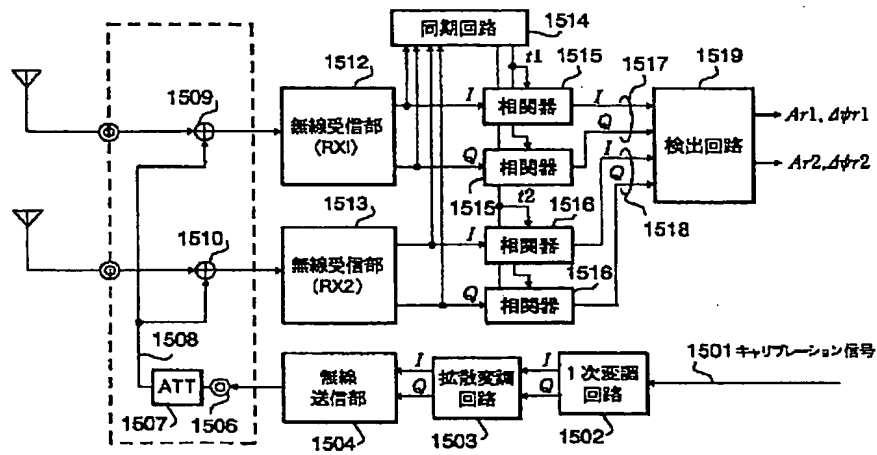 1514
同期回路
t1
1515
1517
1519
1512
1509
無線受信部
(RX1)
I
相関器
I
Q
検出回路
Ar1, Δψr1
Q
相関器
I
Ar2, Δψr2
Q
1515
t2
1516
1518
1513
1510
無線受信部
(RX2)
I
相関器
1516
Q
相関器
1508
1501 キャリブレーション信号
ATT
無線
送信部
I
Q
拡散変調
回路
I
Q
1次変調
回路
1507
1506
1504
1503
1502